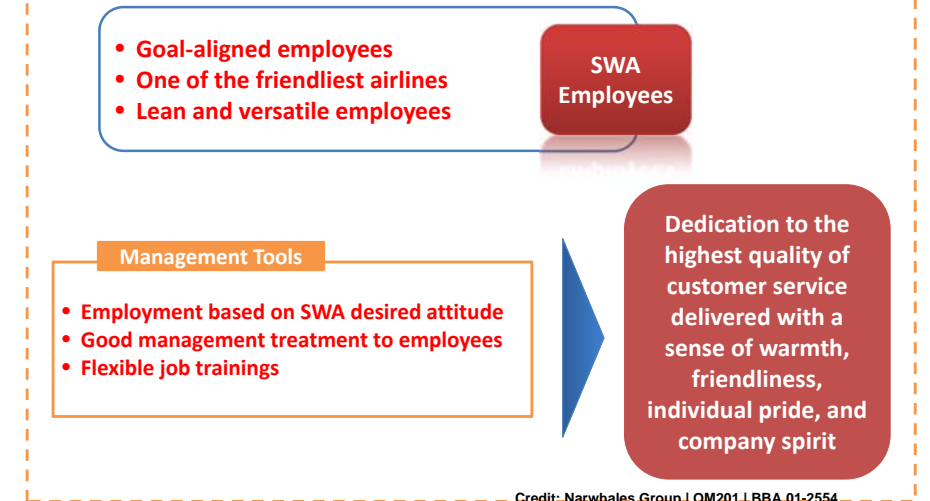 • Goal-aligned employees
• One of the friendliest airlines
• Lean and versatile employees
SWA
Employees
Management Tools
• Employment based on SWA desired attitude
• Good management treatment to employees
• Flexible job trainings
Dedication to the
highest quality of
customer service
delivered with a
sense of warmth,
friendliness,
individual pride, and
company spirit
Credit: Narwhales Group | OM201 | BBA 01-2554